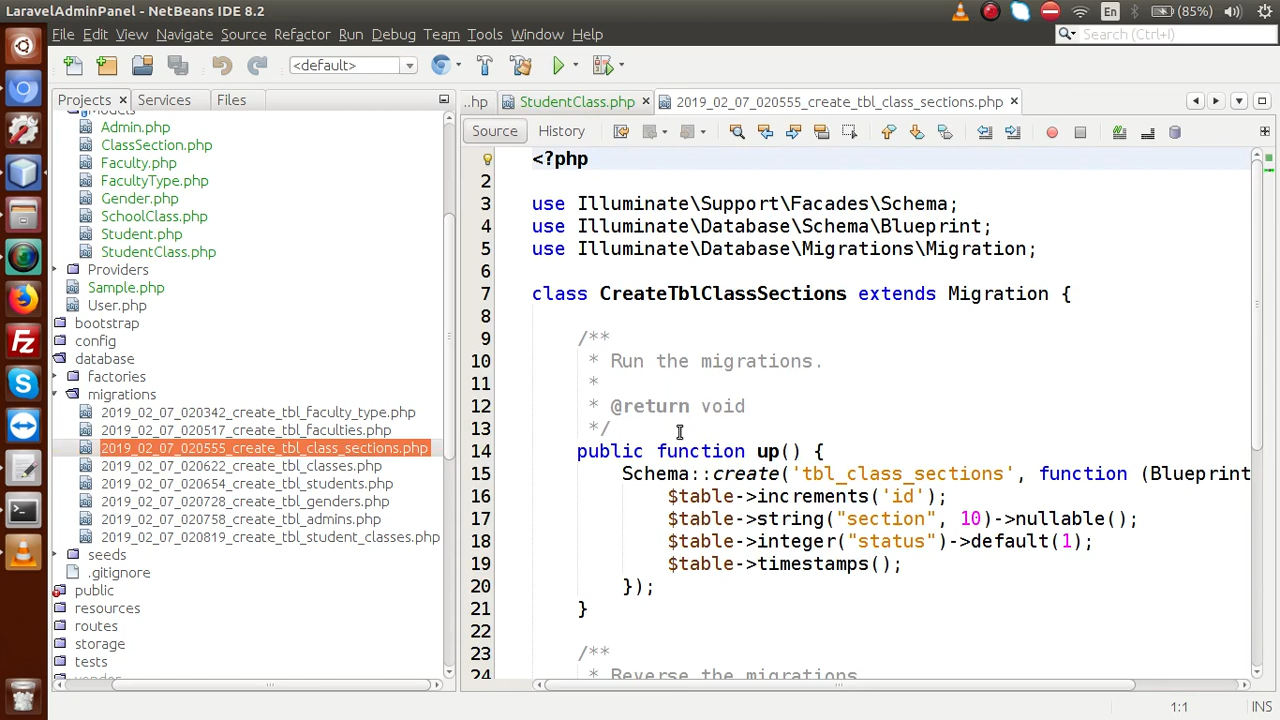 LaravelAdminPanel - NetBeans IDE 8.2
En
(85%)
File Edit View Navigate Source Refactor Run Debug Team Tools Window Help
Search (Ctrl+I)
<default>
Projects
Services
Files
..hp
StudentClass.php
2019_02_07_020555_create_tbl_class_sections.php
Source
History
Admin.php
ClassSection.php
Faculty.php
FacultyType.php
Gender.php
SchoolClass.php
Student.php
StudentClass.php
Providers
Sample.php
User.php
bootstrap
config
database
factories
migrations
2019_02_07_020342_create_tbl_faculty_type.php
2019_02_07_020517_create_tbl_faculties.php
2019_02_07_020555_create_tbl_class_sections.php
2019_02_07_020622_create_tbl_classes.php
2019_02_07_020654_create_tbl_students.php
2019_02_07_020728_create_tbl_genders.php
2019_02_07_020758_create_tbl_admins.php
2019_02_07_020819_create_tbl_student_classes.php
seeds
.gitignore
public
resources
routes
storage
tests
<?php
2
3 use Illuminate\Support\Facades\Schema;
4 use Illuminate\Database\Schema\Blueprint;
5 use Illuminate\Database\Migrations\Migration;
6
7 class CreateTblClassSections extends Migration {
8
9 /**
10 * Run the migrations.
11 *
12 * @return void
13 */
14 public function up() {
15 Schema::create('tbl_class_sections', function (Blueprint
16 $table->increments('id');
17 $table->string("section", 10)->nullable();
18 $table->integer("status")->default(1);
19 $table->timestamps();
20 });
21 }
22
23 /**
24 * Reverse the migrations
1:1
INS